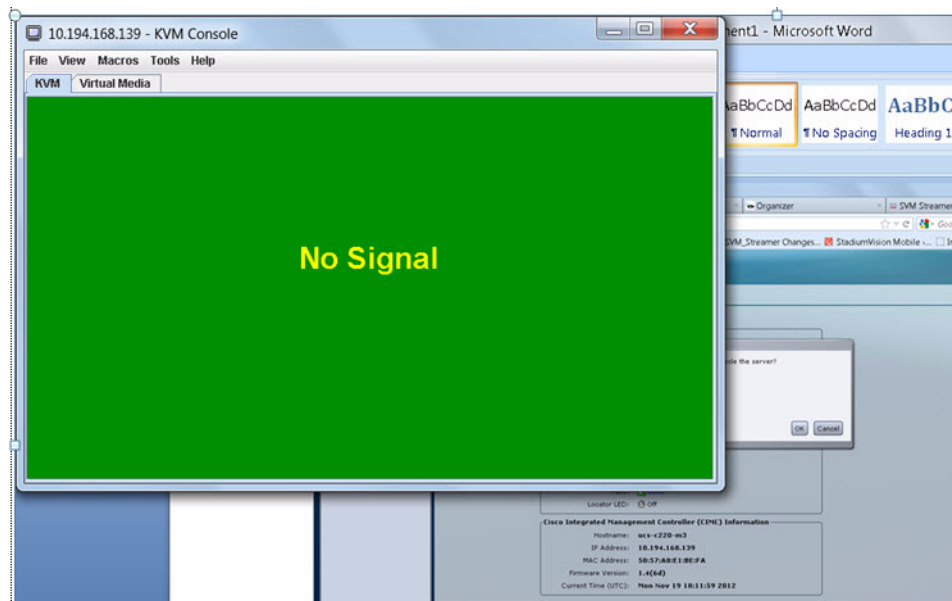 10.194.168.139 - KVM Console
File View Macros Tools Help
KVM Virtual Media
No Signal
ent1 - Microsoft Word
AaBbCcDd AaBbCcDd AaBbC
¶ Normal ¶ No Spacing Heading 1
Organizer SVM Streamer
SVM_Streamer Changes... StadiumVision Mobile
the server?
OK Cancel
Locator LED: Off
Cisco Integrated Management Controller (CIMC) Information
Hostname: ucs-c220-m3
IP Address: 10.194.168.139
MAC Address: 50:57:A8:E1:8E:FA
Firmware Version: 1.4(6d)
Current Time (UTC): Mon Nov 19 18:11:59 2012